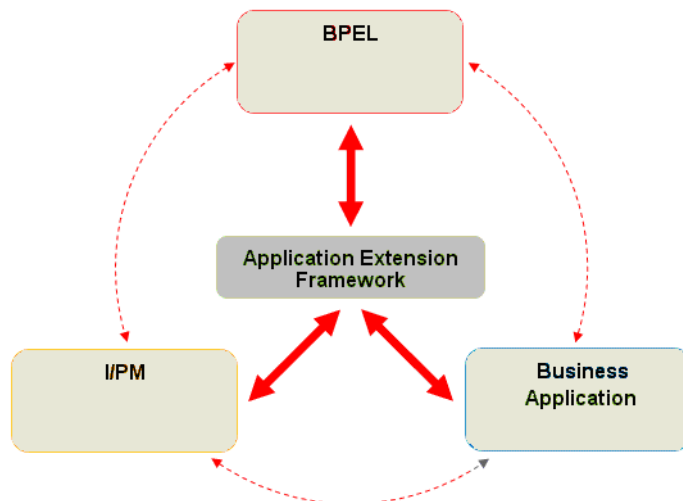 BPEL
Application Extension
Framework
I/PM
Business
Application